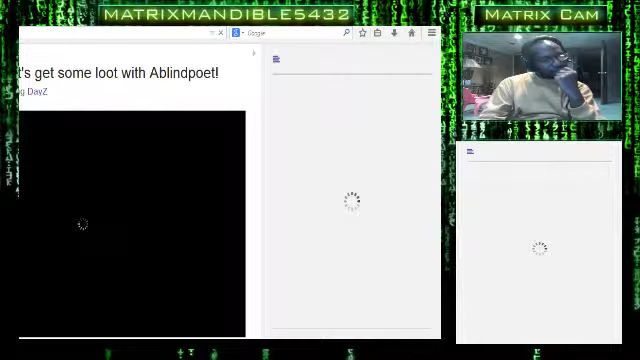 MATRIXMANDIBLE5432
Matrix Cam
Google
t's get some loot with Ablindpoet!
g DayZ